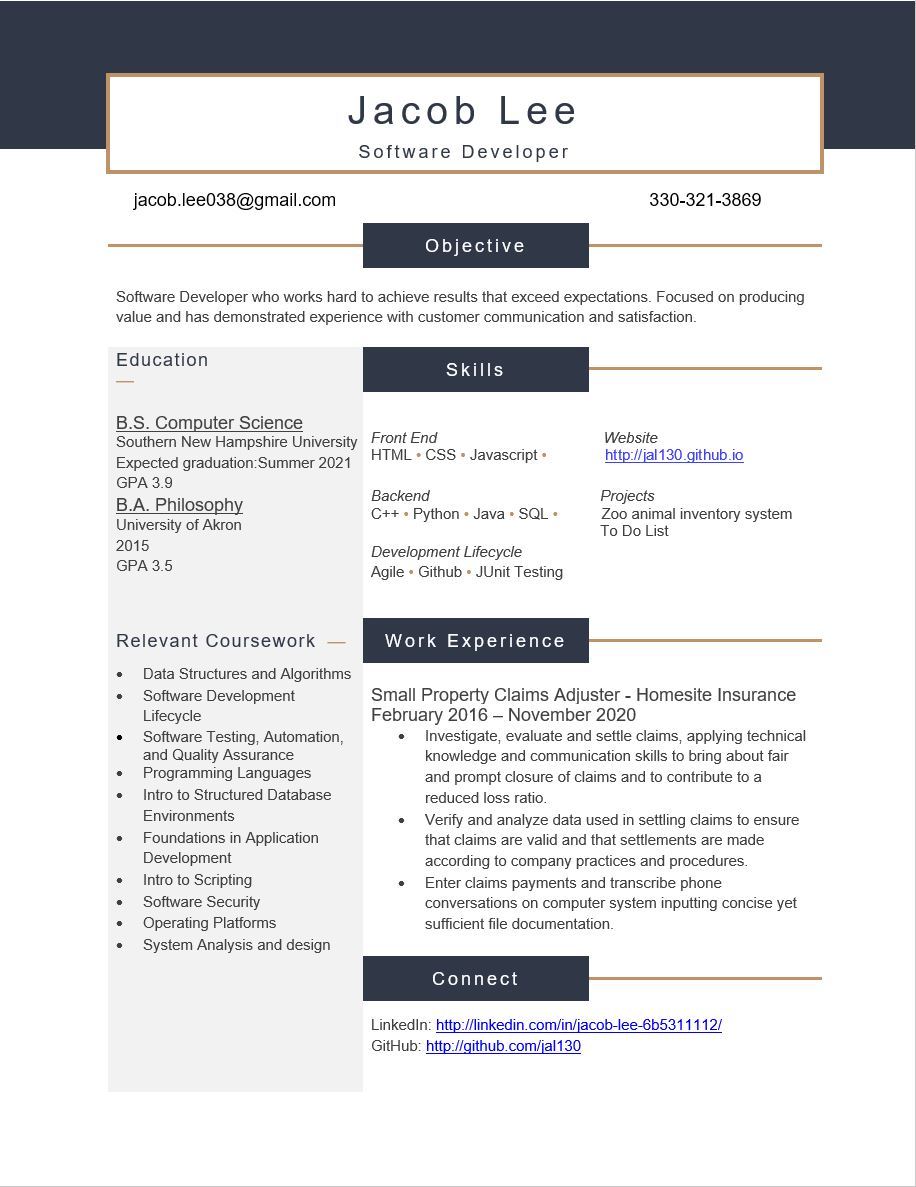 Jacob Lee
Software Developer
jacob.lee038@gmail.com 330-321-3869
Objective
Software Developer who works hard to achieve results that exceed expectations. Focused on producing
value and has demonstrated experience with customer communication and satisfaction.
Education
—
B.S. Computer Science
Southern New Hampshire University
Expected graduation:Summer 2021
GPA 3.9
B.A. Philosophy
University of Akron
2015
GPA 3.5
Skills
Front End
HTML • CSS • Javascript •
Backend
C++ • Python • Java • SQL •
Development Lifecycle
Agile • Github • JUnit Testing
Website
http://jal130.github.io
Projects
Zoo animal inventory system
To Do List
Relevant Coursework —
• Data Structures and Algorithms
• Software Development
Lifecycle
• Software Testing, Automation,
and Quality Assurance
• Programming Languages
• Intro to Structured Database
Environments
• Foundations in Application
Development
• Intro to Scripting
• Software Security
• Operating Platforms
• System Analysis and design
Work Experience
Small Property Claims Adjuster - Homesite Insurance
February 2016 – November 2020
• Investigate, evaluate and settle claims, applying technical
knowledge and communication skills to bring about fair
and prompt closure of claims and to contribute to a
reduced loss ratio.
• Verify and analyze data used in settling claims to ensure
that claims are valid and that settlements are made
according to company practices and procedures.
• Enter claims payments and transcribe phone
conversations on computer system inputting concise yet
sufficient file documentation.
Connect
LinkedIn: http://linkedin.com/in/jacob-lee-6b5311112/
GitHub: http://github.com/jal130